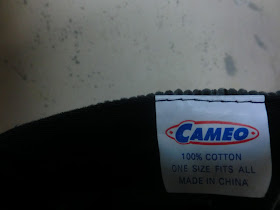 CAMEO
100% COTTON
ONE SIZE FITS ALL
MADE IN CHINA